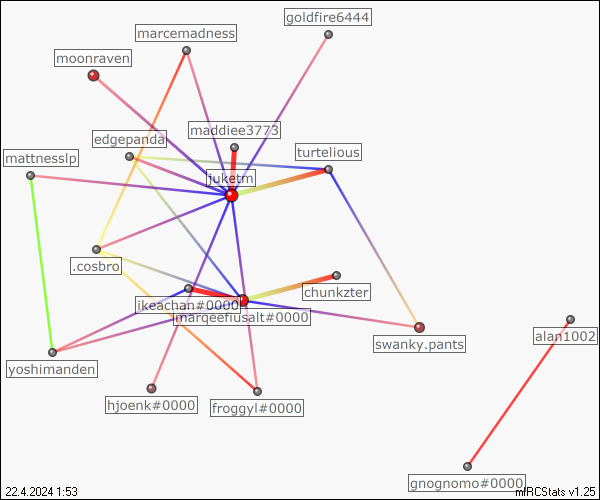 goldfire6444
marcemadness
moonraven
maddiee3773
edgepanda
turtelious
mattnesslp
juketm
.cosbro
chunkzter
ikeachan#0000
marqeefiusalt#0000
alan1002
swanky.pants
yoshimanden
hjoenk#0000
froggyl#0000
gnognomo#0000
22.4.2024 1:53
mIRCStats v1.25